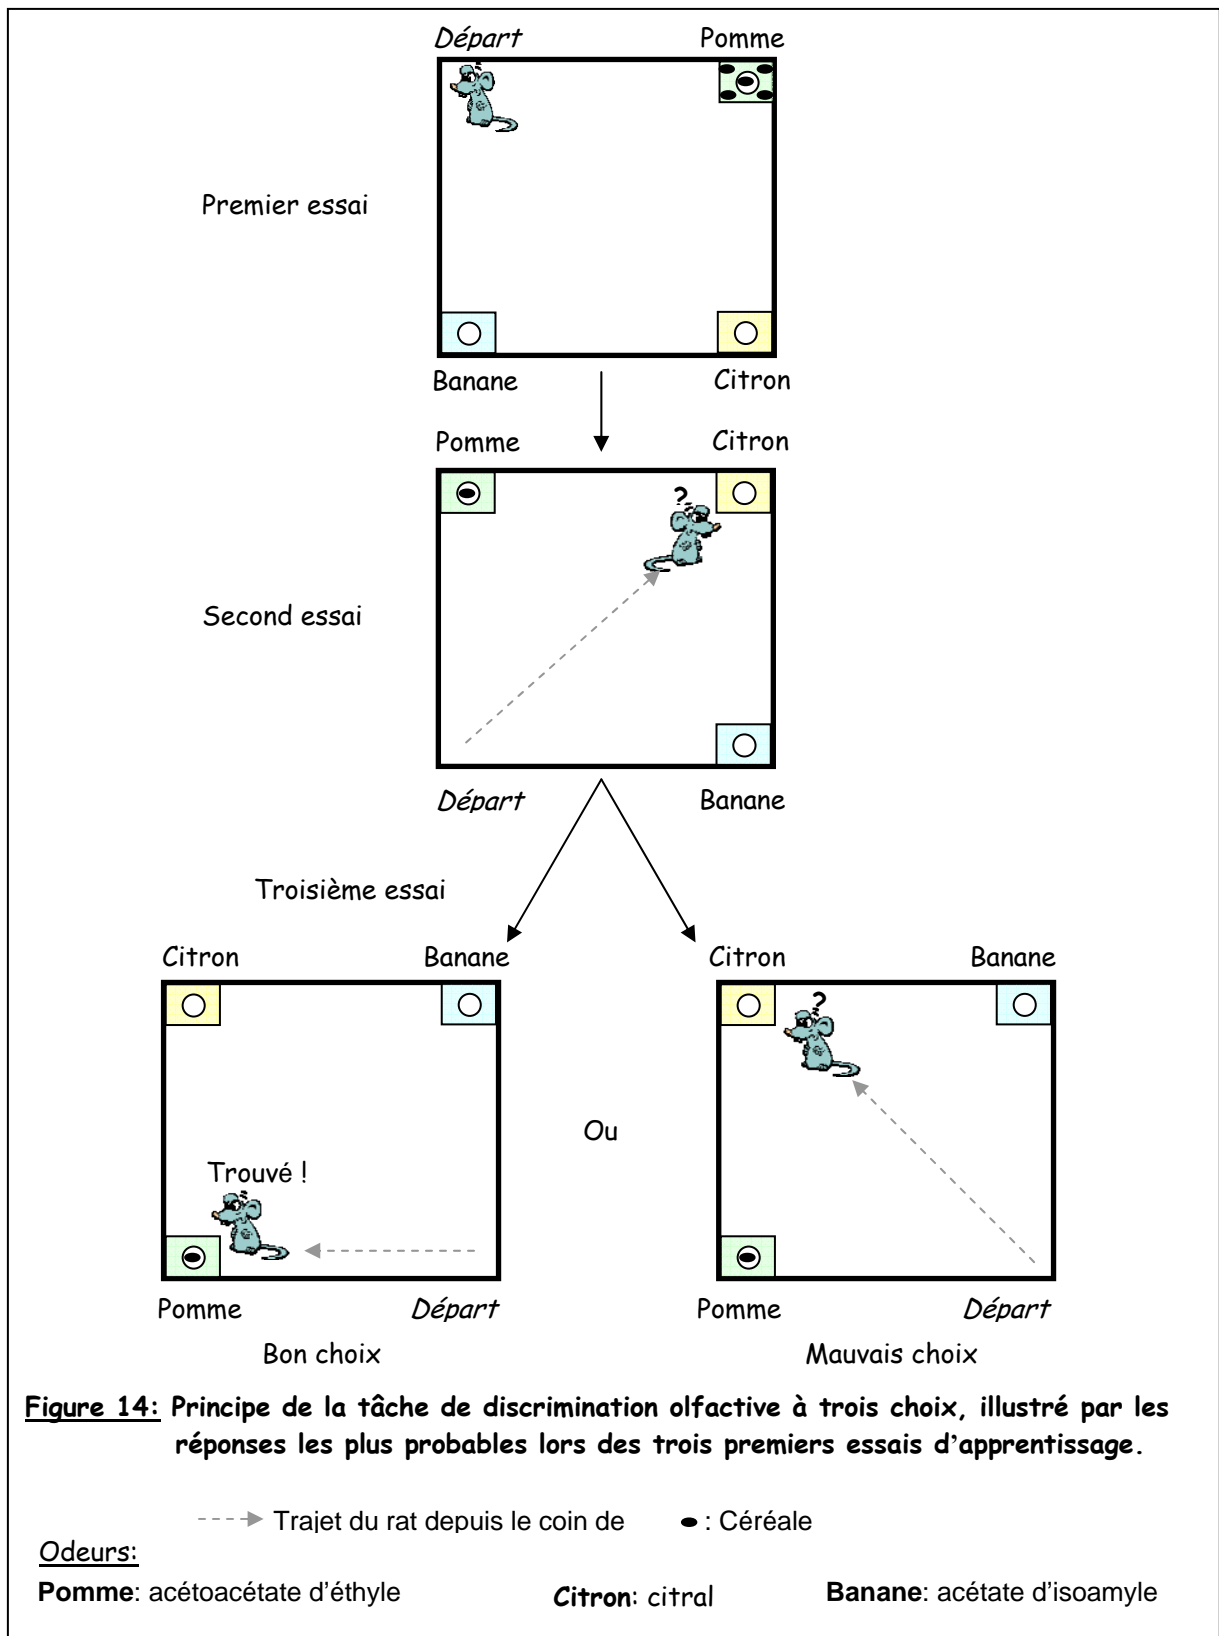 Départ Pomme
Premier essai
Banane Citron
Pomme Citron
?
Second essai
Départ Banane
Troisième essai
Citron Banane Citron Banane
?
Ou
Trouvé !
Pomme Départ Pomme Départ
Bon choix Mauvais choix
Figure 14: Principe de la tâche de discrimination olfactive à trois choix, illustré par les
réponses les plus probables lors des trois premiers essais d’apprentissage.
Trajet du rat depuis le coin de : Céréale
Odeurs:
Pomme: acétoacétate d’éthyle Citron: citral Banane: acétate d’isoamyle